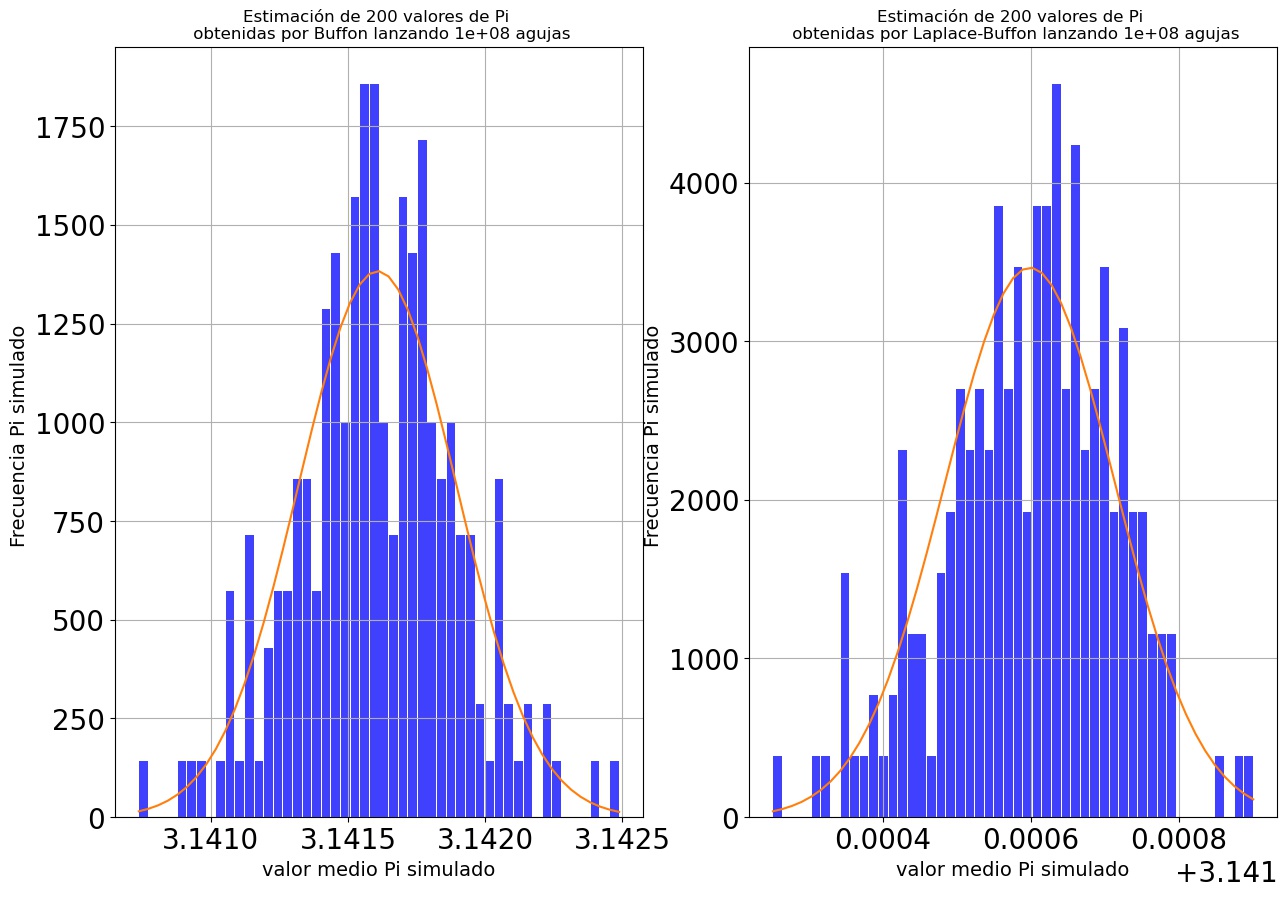 Estimación de 200 valores de Pi
obtenidas por Buffon lanzando 1e+08 agujas
Frecuencia Pi simulado
1750
1500
1250
1000
750
500
250
0
3.1410 3.1415 3.1420 3.1425
valor medio Pi simulado
Estimación de 200 valores de Pi
obtenidas por Laplace-Buffon lanzando 1e+08 agujas
Frecuencia Pi simulado
4000
3000
2000
1000
0
0.0004 0.0006 0.0008
valor medio Pi simulado
+3.141